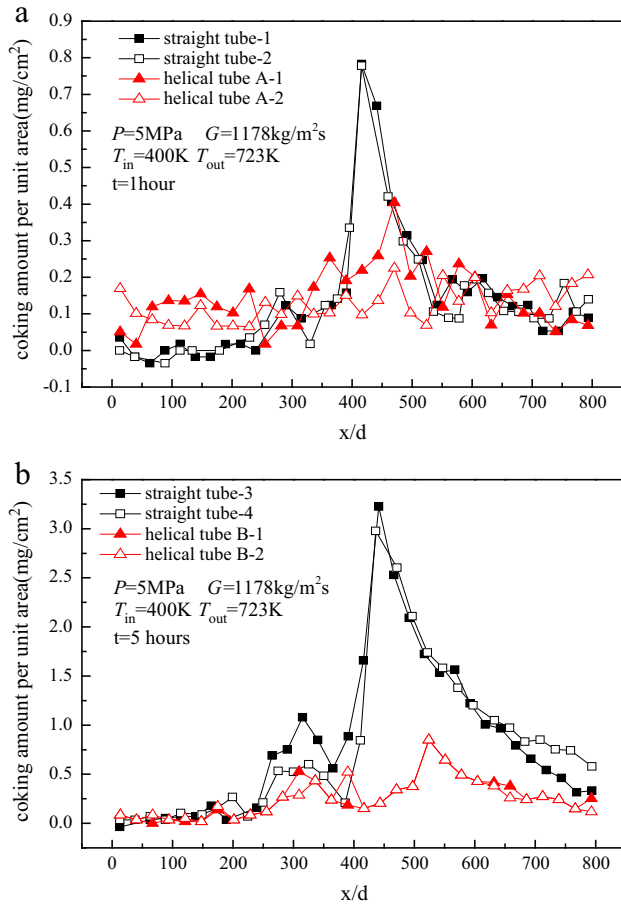 a
straight tube-1
straight tube-2
helical tube A-1
helical tube A-2
P=5MPa G=1178kg/m²s
T_in=400K T_out=723K
t=1hour
coking amount per unit area(mg/cm²)
0.9
0.8
0.7
0.6
0.5
0.4
0.3
0.2
0.1
0.0
-0.1
0 100 200 300 400 500 600 700 800
x/d
b
straight tube-3
straight tube-4
helical tube B-1
helical tube B-2
P=5MPa G=1178kg/m²s
T_in=400K T_out=723K
t=5 hours
coking amount per unit area(mg/cm²)
3.5
3.0
2.5
2.0
1.5
1.0
0.5
0.0
0 100 200 300 400 500 600 700 800
x/d